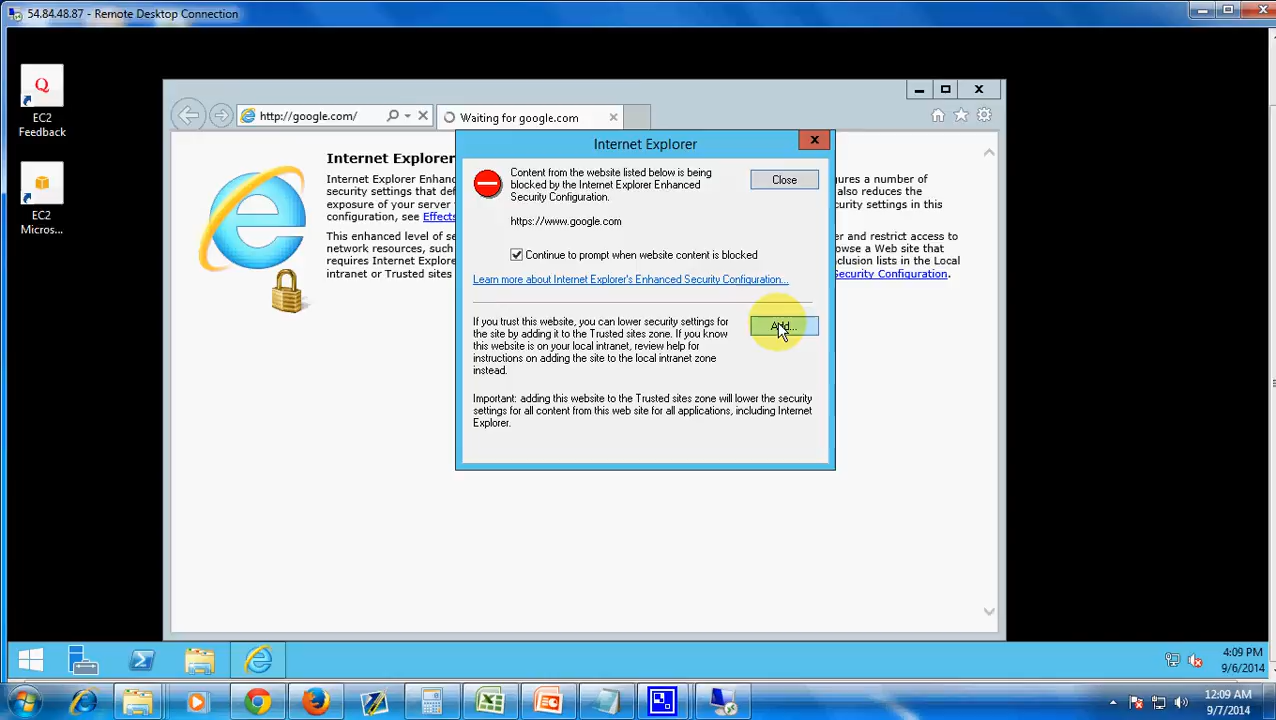 54.84.48.87 - Remote Desktop Connection
EC2
Feedback
EC2
Micros...
http://google.com/
Waiting for google.com
Internet Explorer
Internet Explorer Enhan
security settings that def
exposure of your server
configuration, see Effects
This enhanced level of se
network resources, such
requires Internet Explorer
intranet or Trusted sites
gures a number of
also reduces the
curity settings in this
r and restrict access to
owse a Web site that
clusion lists in the Local
Security Configuration.
Content from the website listed below is being
blocked by the Internet Explorer Enhanced
Security Configuration.
Close
https://www.google.com
Continue to prompt when website content is blocked
Learn more about Internet Explorer's Enhanced Security Configuration...
If you trust this website, you can lower security settings for
the site by adding it to the Trusted sites zone. If you know
this website is on your local intranet, review help for
instructions on adding the site to the local intranet zone
instead.
Add...
Important: adding this website to the Trusted sites zone will lower the security
settings for all content from this web site for all applications, including Internet
Explorer.
4:09 PM
9/6/2014
12:09 AM
9/7/2014